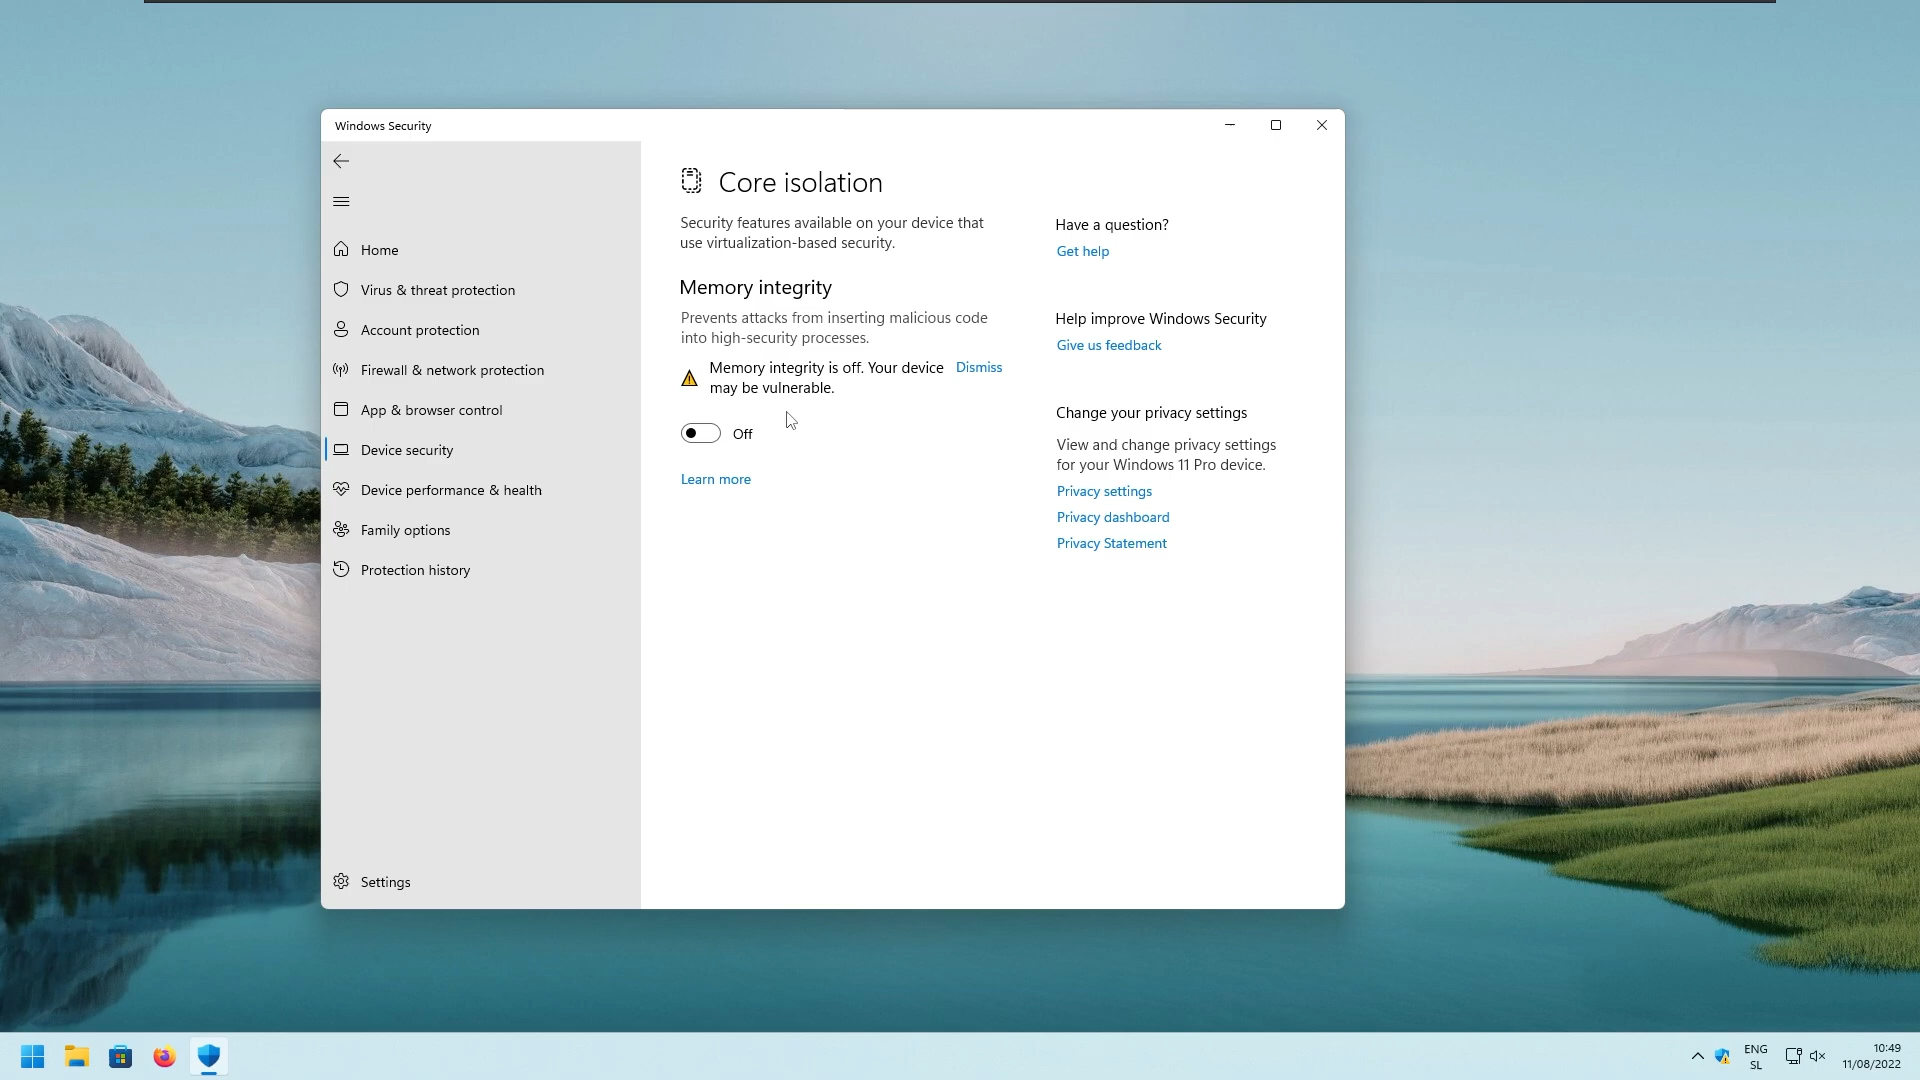 Windows Security
Home
Virus & threat protection
Account protection
Firewall & network protection
App & browser control
Device security
Device performance & health
Family options
Protection history
Settings
Core isolation
Security features available on your device that
use virtualization-based security.
Memory integrity
Prevents attacks from inserting malicious code
into high-security processes.
Memory integrity is off. Your device
may be vulnerable.
Dismiss
Off
Learn more
Have a question?
Get help
Help improve Windows Security
Give us feedback
Change your privacy settings
View and change privacy settings
for your Windows 11 Pro device.
Privacy settings
Privacy dashboard
Privacy Statement
ENG
SL
10:49
11/08/2022